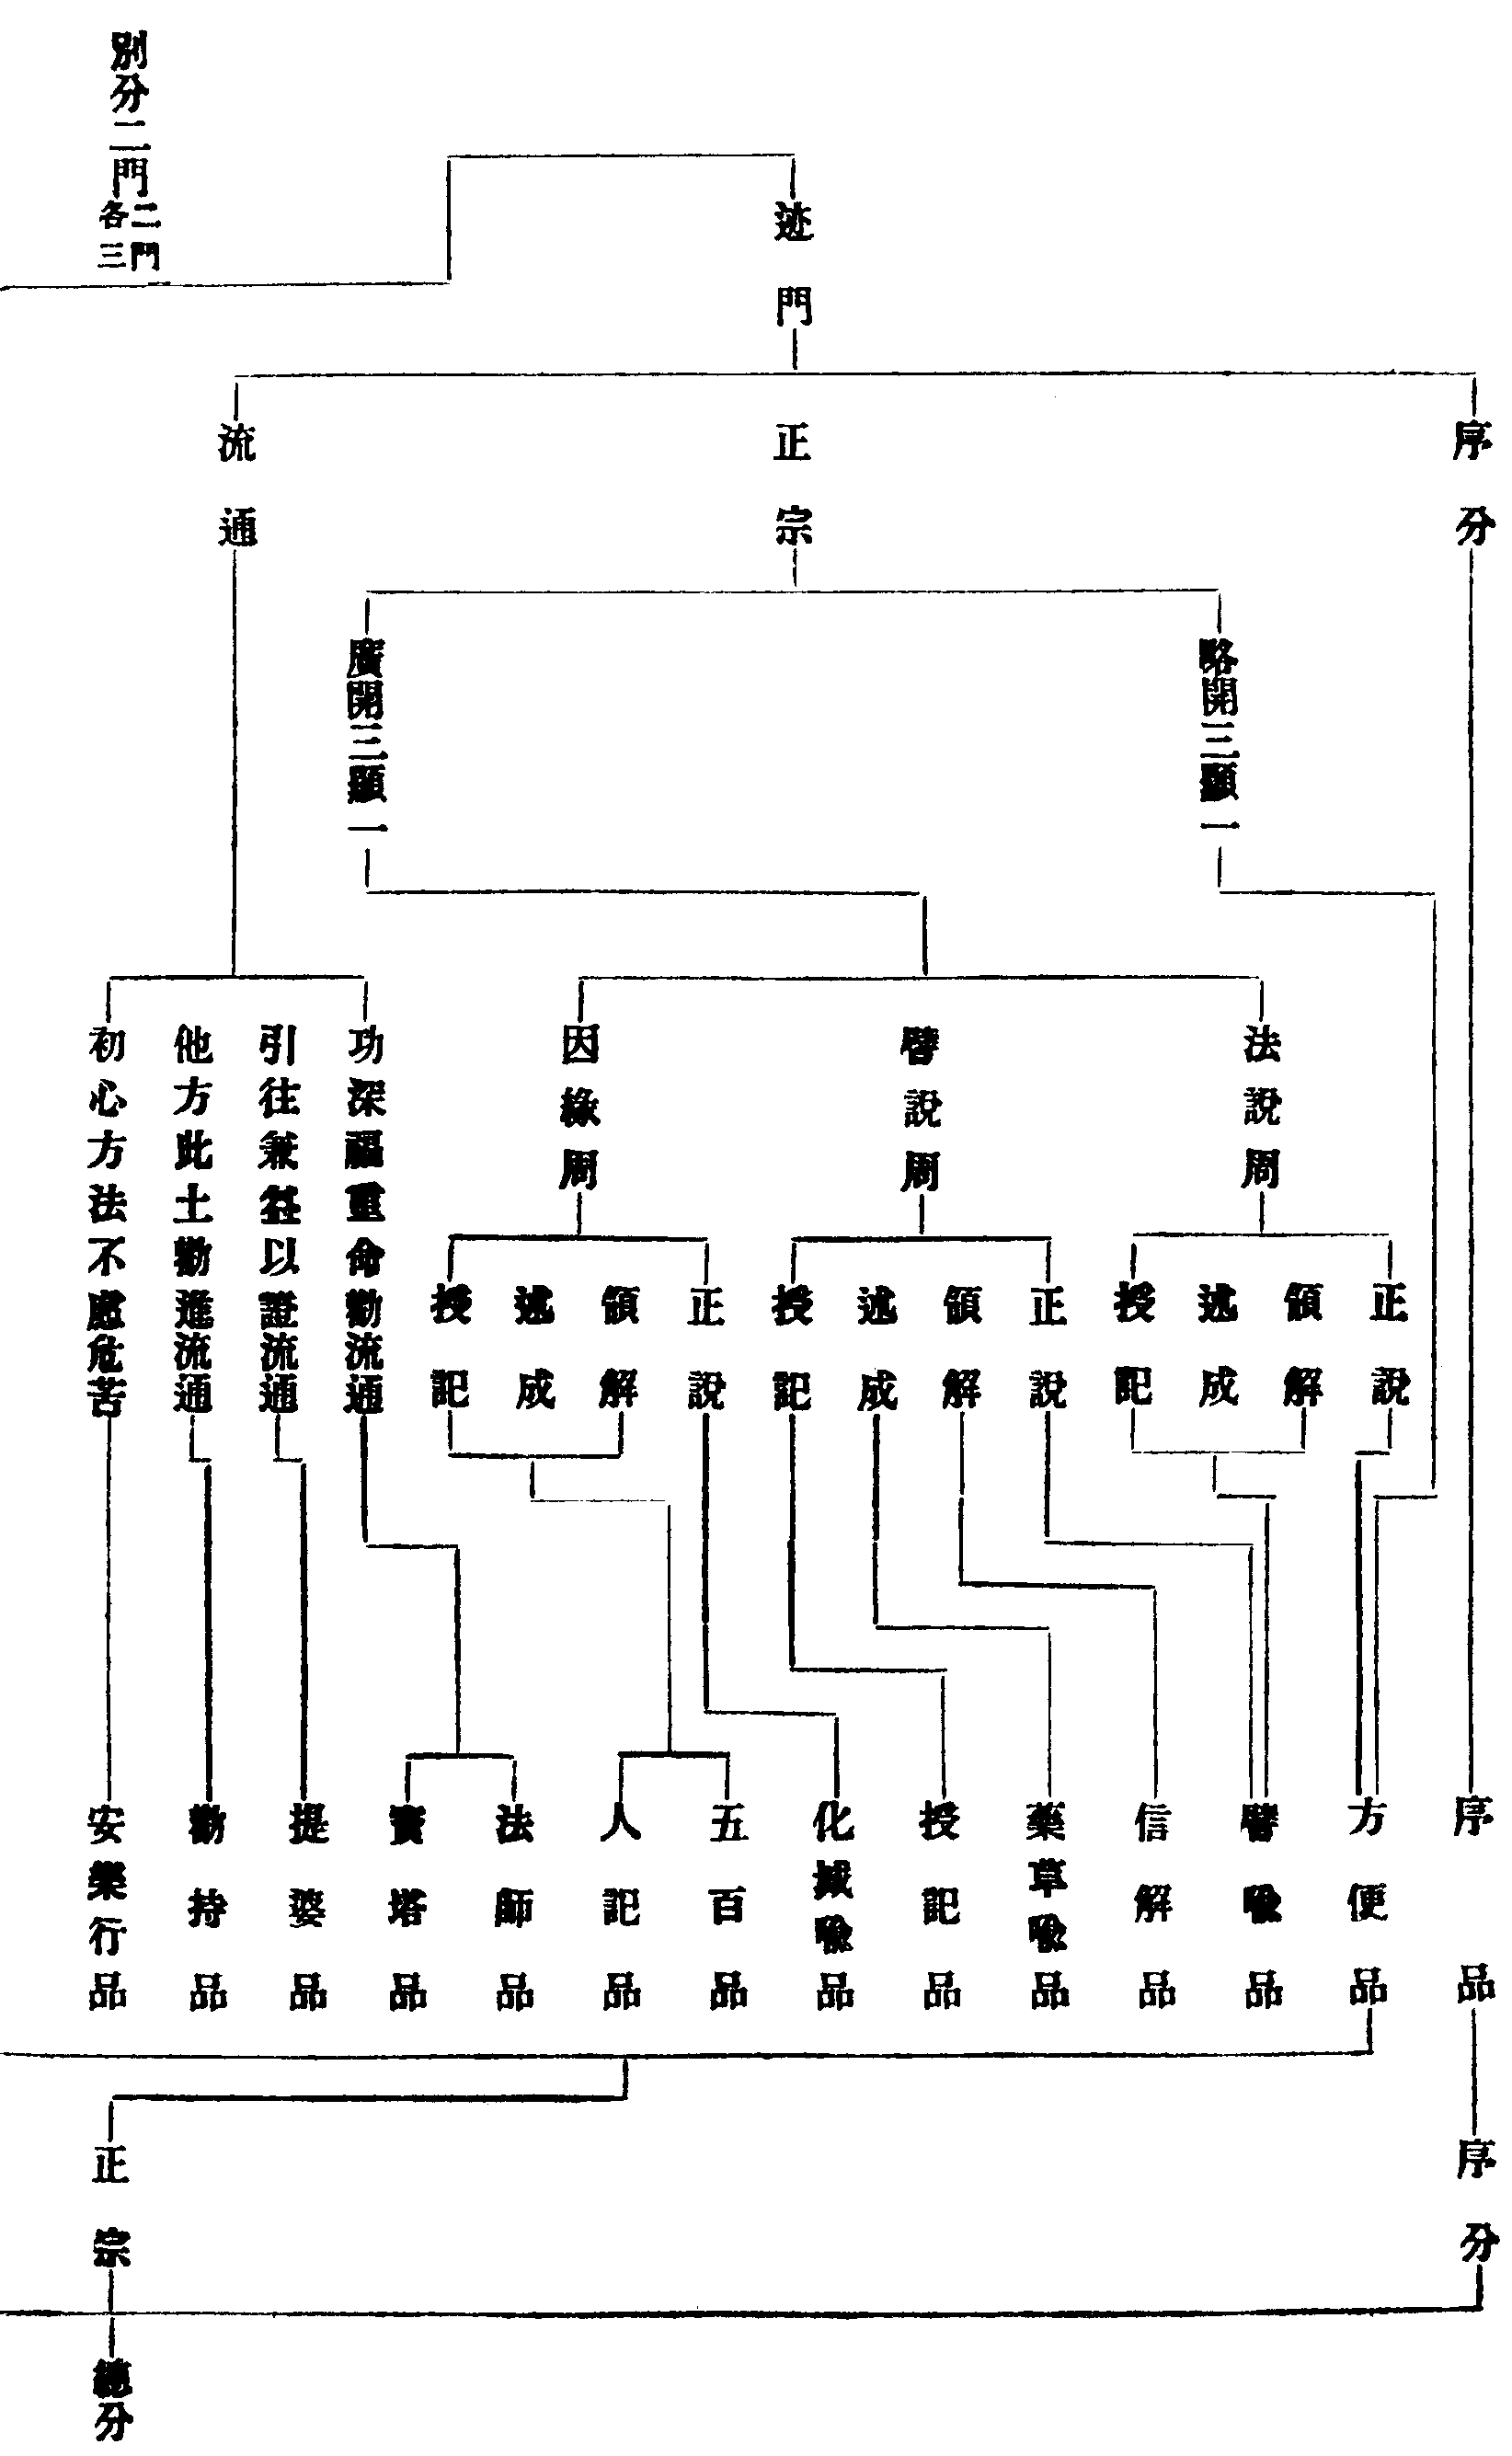 別分二門
二門
各三
迹門
序分
正宗
流通
略開三顯一
廣開三顯一
法說周
譬說周
因緣周
功深福重命勸流通
引往兼益以證流通
他方此土勸進流通
初心方法不慮危苦
正說
領解
述成
授記
正說
領解
述成
授記
正說
領解
述成
授記
序品
方便品
譬喩品
信解品
藥草喩品
授記品
化城喩品
五百品
人記品
法師品
寶塔品
提婆品
勸持品
安樂行品
序分
正宗
總分